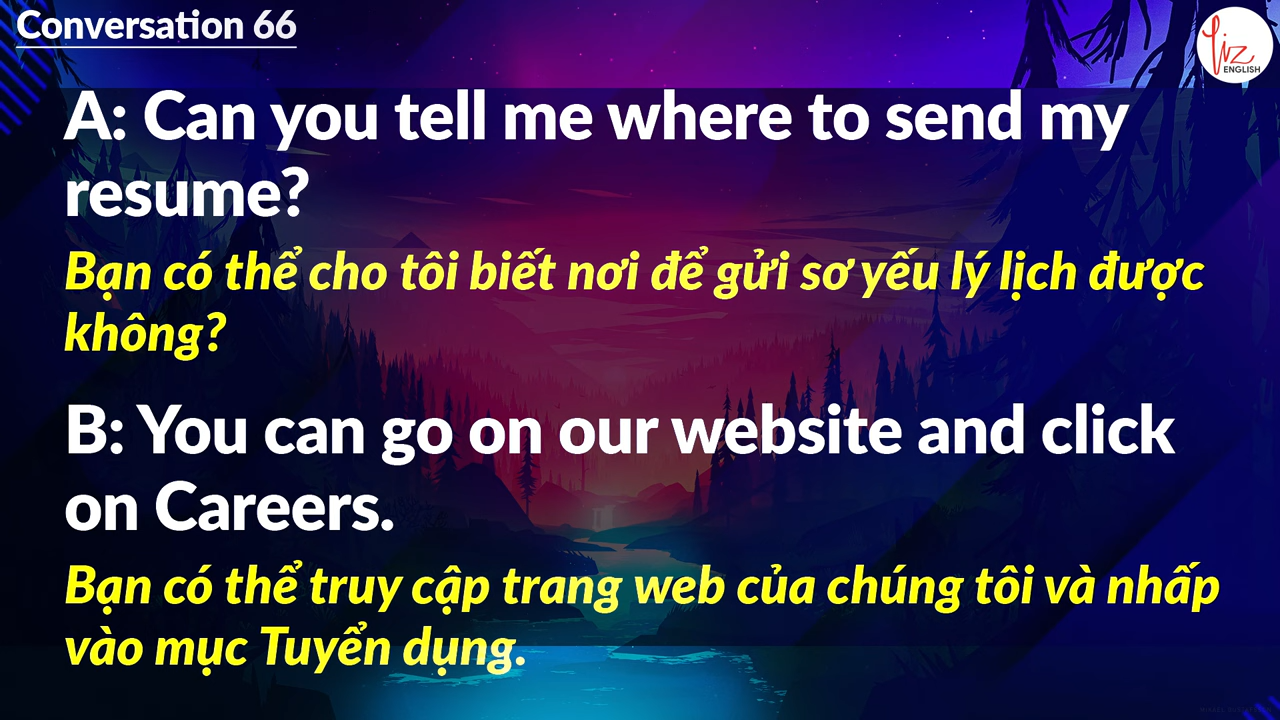 Conversation 66
Liz
ENGLISH
A: Can you tell me where to send my
resume?
Bạn có thể cho tôi biết nơi để gửi sơ yếu lý lịch được
không?
B: You can go on our website and click
on Careers.
Bạn có thể truy cập trang web của chúng tôi và nhấp
vào mục Tuyển dụng.